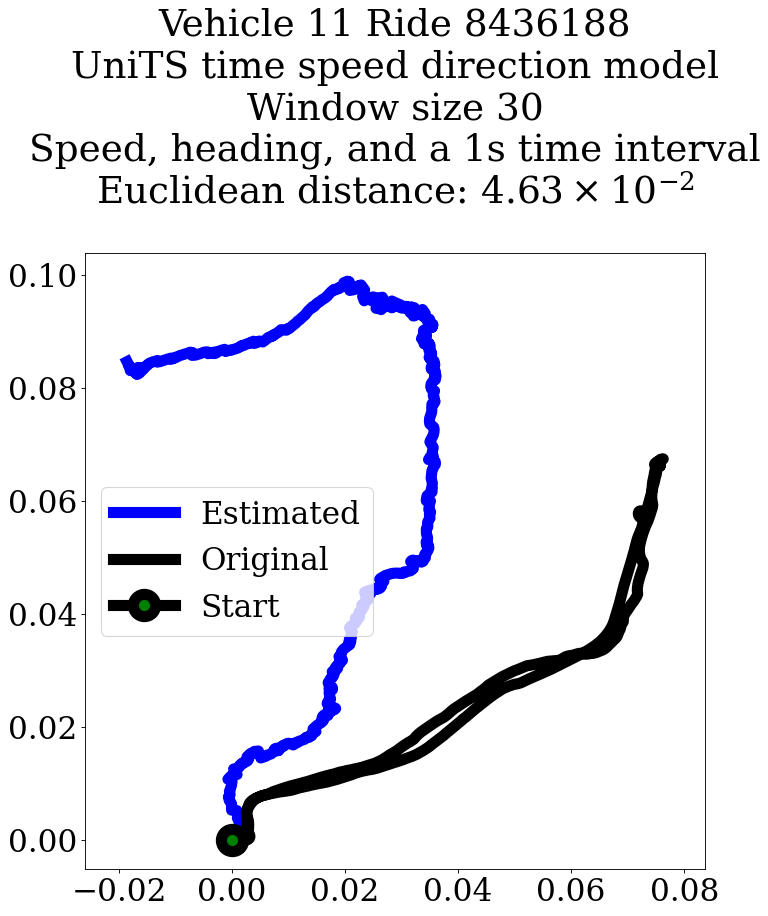 Vehicle 11 Ride 8436188
UniTS time speed direction model
Window size 30
Speed, heading, and a 1s time interval
Euclidean distance: 4.63 × 10⁻²
0.10
0.08
0.06
0.04
0.02
0.00
Estimated
Original
Start
−0.02 0.00 0.02 0.04 0.06 0.08